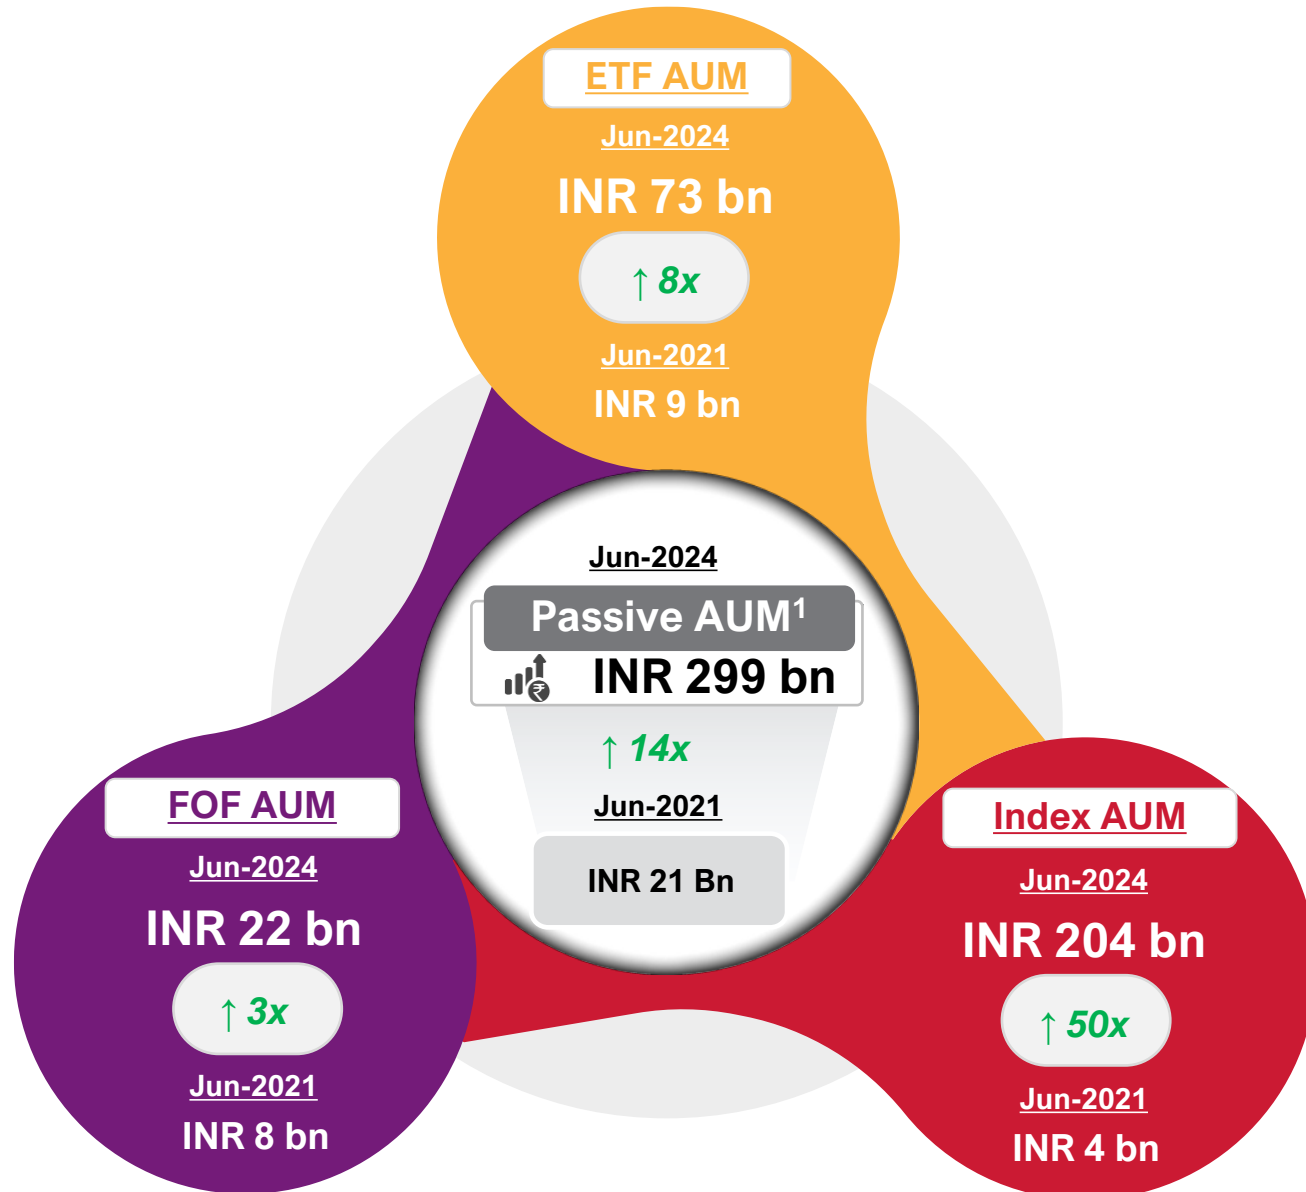 ETF AUM
Jun-2024
INR 73 bn
↑ 8x
Jun-2021
INR 9 bn
Jun-2024
Passive AUM¹
₹
INR 299 bn
↑ 14x
Jun-2021
INR 21 Bn
FOF AUM
Jun-2024
INR 22 bn
↑ 3x
Jun-2021
INR 8 bn
Index AUM
Jun-2024
INR 204 bn
↑ 50x
Jun-2021
INR 4 bn